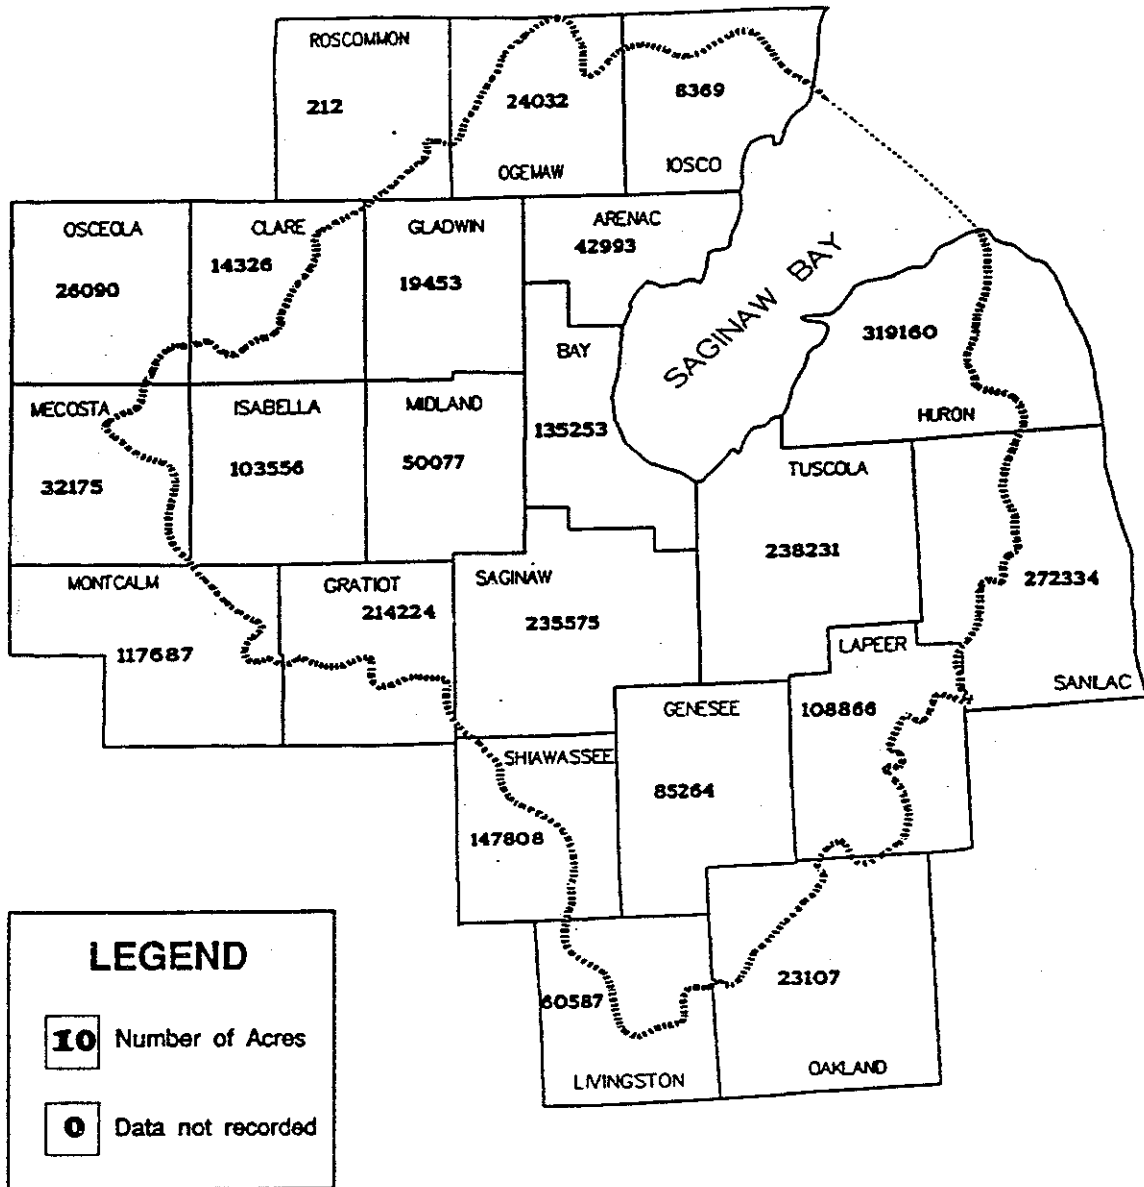 ROSCOMMON
212
24032
OGEMAW
8369
IOSCO
OSCEOLA
26090
CLARE
14326
GLADWIN
19453
ARENAC
42993
SAGINAW BAY
319160
HURON
BAY
135253
MECOSTA
32175
ISABELLA
103556
MIDLAND
50077
TUSCOLA
238231
272334
SANILAC
MONTCALM
117687
GRATIOT
214224
SAGINAW
235575
LAPEER
108866
GENESEE
85264
SHIAWASSEE
147808
60587
LIVINGSTON
23107
OAKLAND
LEGEND
10 Number of Acres
0 Data not recorded